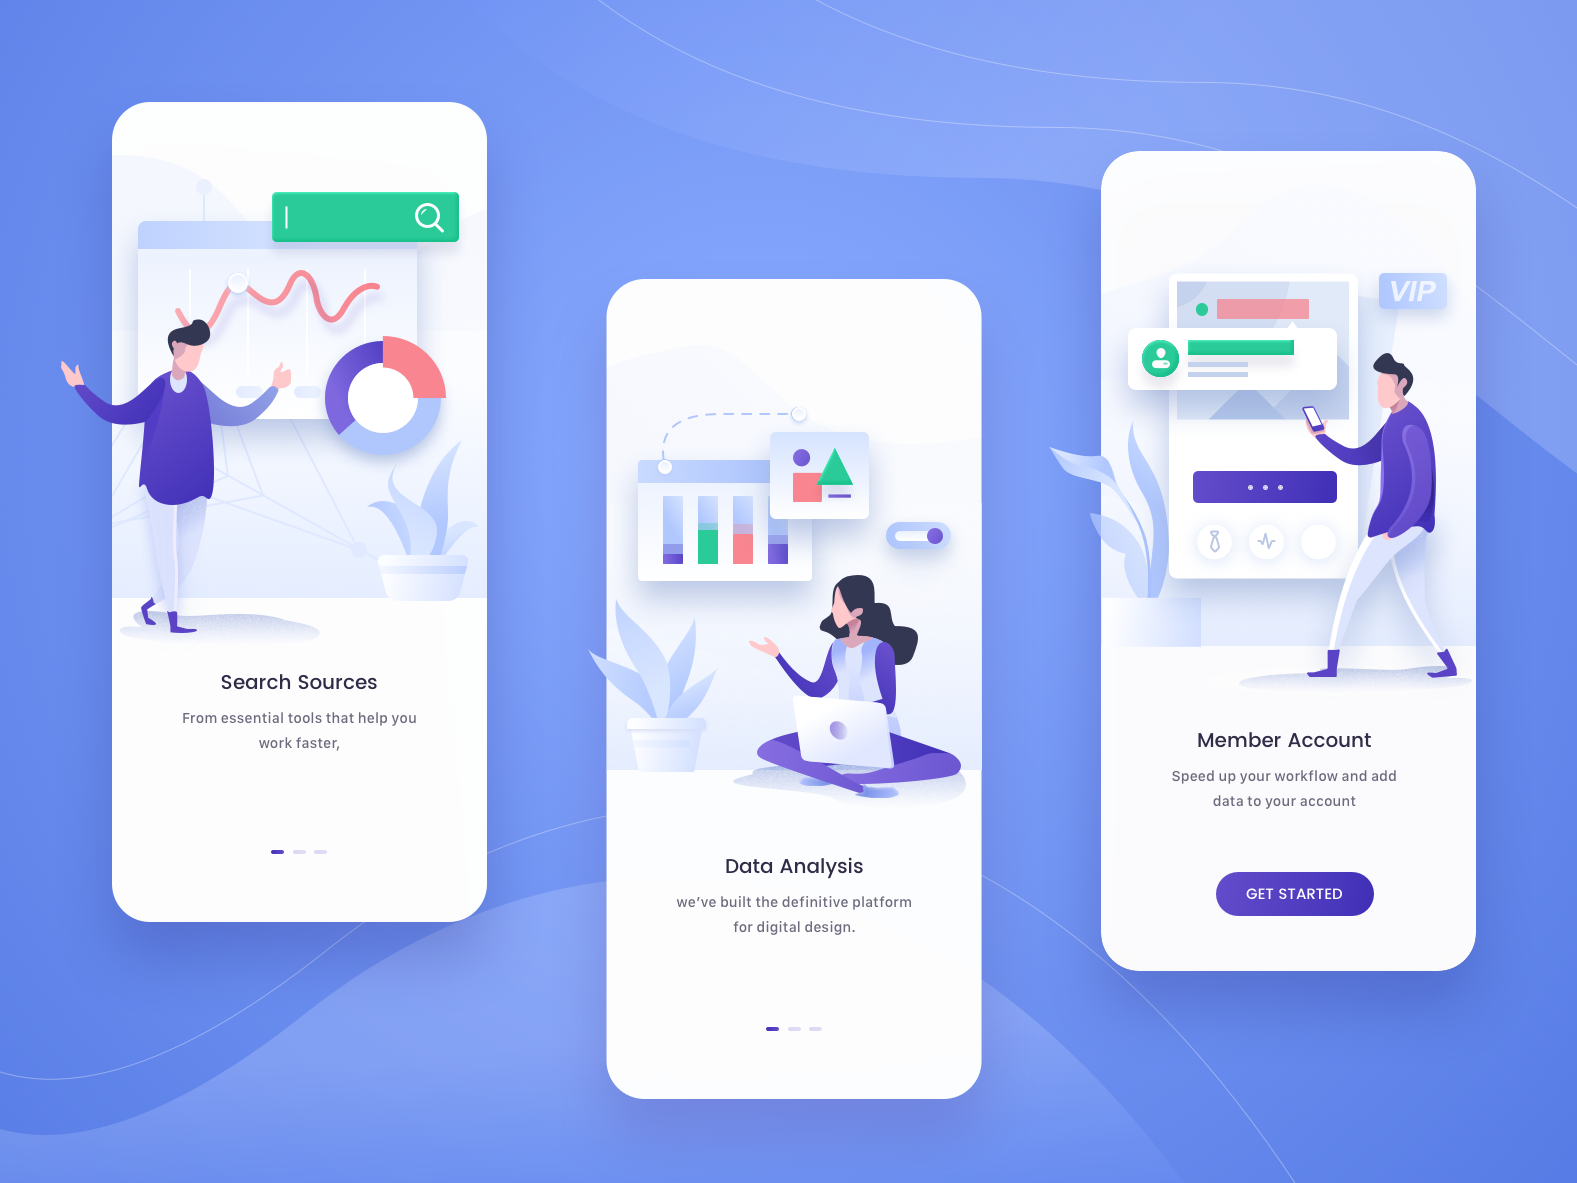 Search Sources
From essential tools that help you
work faster,
Data Analysis
we've built the definitive platform
for digital design.
VIP
Member Account
Speed up your workflow and add
data to your account
GET STARTED